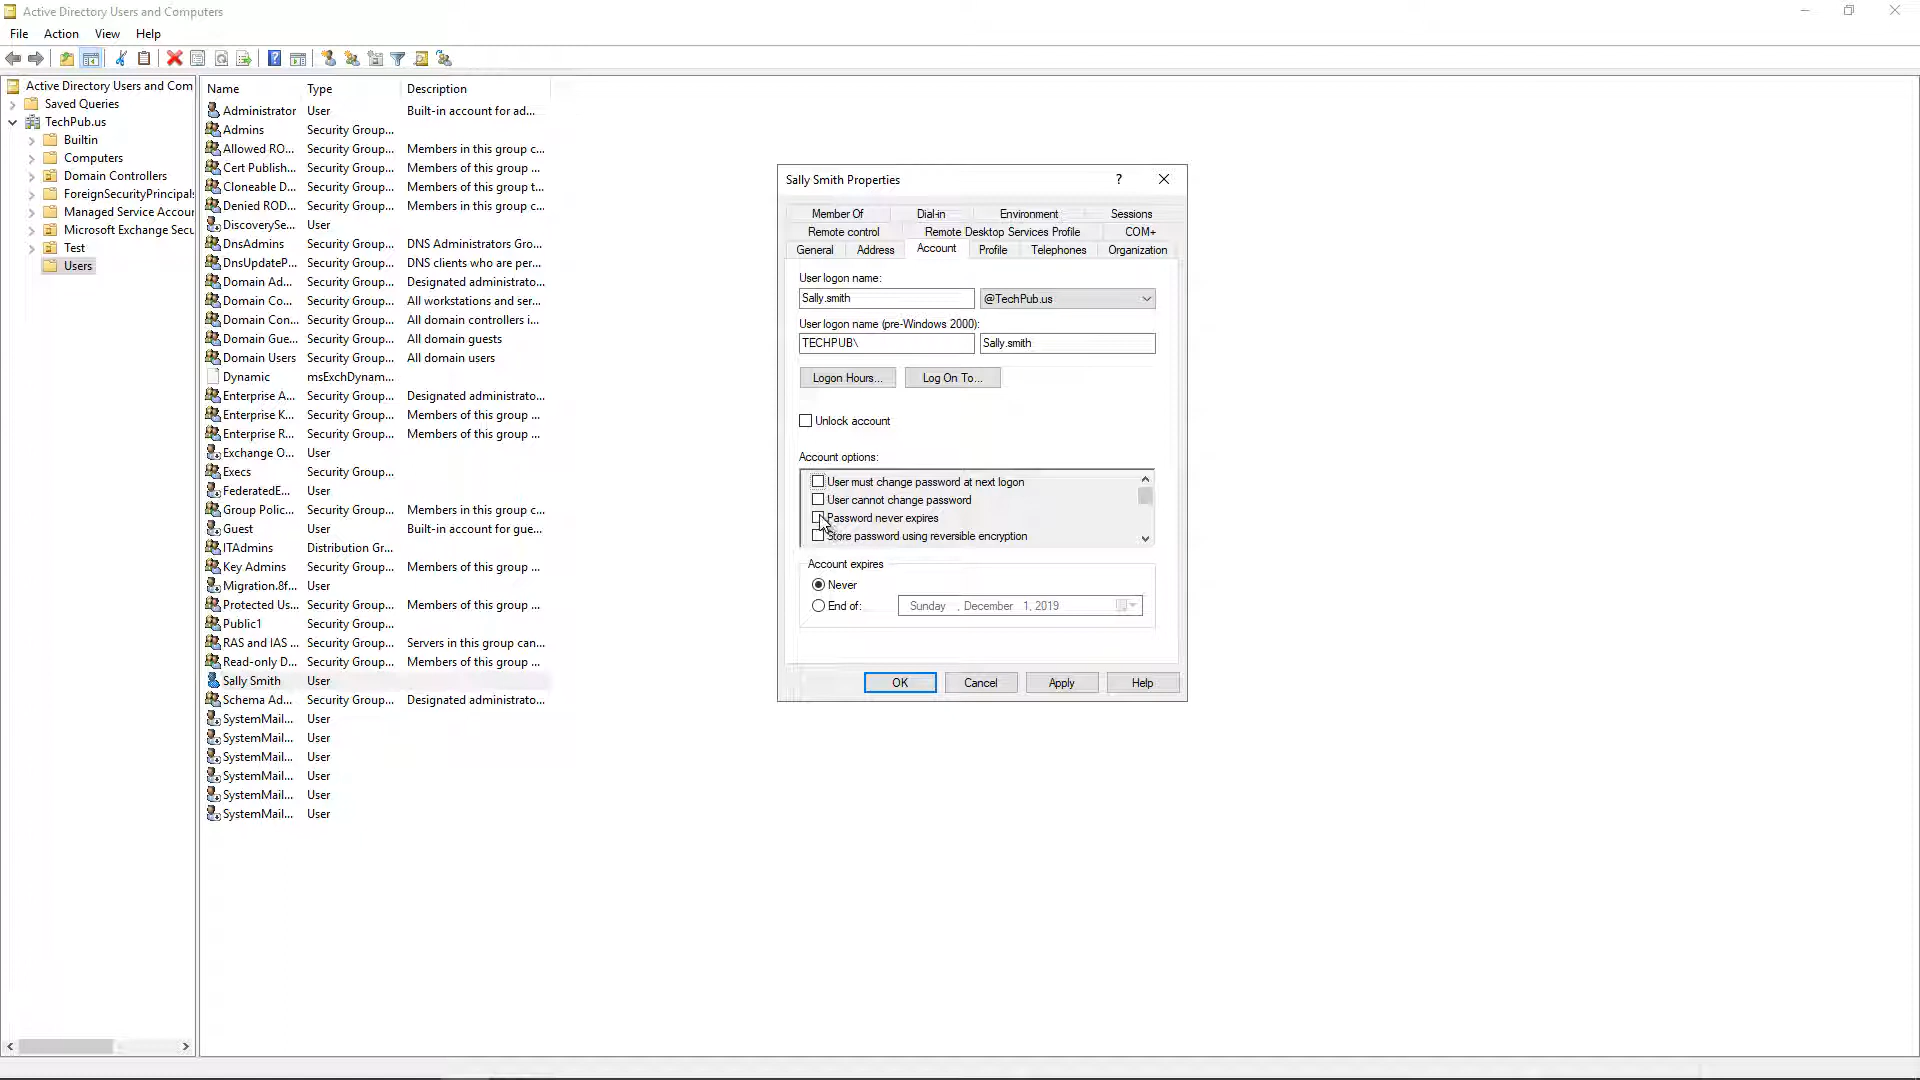 Active Directory Users and Computers
File Action View Help
Active Directory Users and Com
Saved Queries
TechPub.us
Builtin
Computers
Domain Controllers
ForeignSecurityPrincipals
Managed Service Accour
Microsoft Exchange Secu
Test
Users
Name Type Description
Administrator User Built-in account for ad...
Admins Security Group...
Allowed RO... Security Group... Members in this group c...
Cert Publish... Security Group... Members of this group ...
Cloneable D... Security Group... Members of this group t...
Denied ROD... Security Group... Members in this group c...
DiscoverySe... User
DnsAdmins Security Group... DNS Administrators Gro...
DnsUpdateP... Security Group... DNS clients who are per...
Domain Ad... Security Group... Designated administrato...
Domain Co... Security Group... All workstations and ser...
Domain Con... Security Group... All domain controllers i...
Domain Gue... Security Group... All domain guests
Domain Users Security Group... All domain users
Dynamic msExchDynam...
Enterprise A... Security Group... Designated administrato...
Enterprise K... Security Group... Members of this group ...
Enterprise R... Security Group... Members of this group ...
Exchange O... User
Execs Security Group...
FederatedE... User
Group Polic... Security Group... Members in this group c...
Guest User Built-in account for gue...
ITAdmins Distribution Gr...
Key Admins Security Group... Members of this group ...
Migration.8f... User
Protected Us... Security Group... Members of this group ...
Public1 Security Group...
RAS and IAS ... Security Group... Servers in this group can...
Read-only D... Security Group... Members of this group ...
Sally Smith User
Schema Ad... Security Group... Designated administrato...
SystemMail... User
SystemMail... User
SystemMail... User
SystemMail... User
SystemMail... User
SystemMail... User
Sally Smith Properties
Member Of Dial-in Environment Sessions
Remote control Remote Desktop Services Profile COM+
General Address Account Profile Telephones Organization
User logon name:
Sally.smith @TechPub.us
User logon name (pre-Windows 2000):
TECHPUB\ Sally.smith
Logon Hours... Log On To...
Unlock account
Account options:
User must change password at next logon
User cannot change password
Password never expires
Store password using reversible encryption
Account expires
Never
End of: Sunday , December 1, 2019
OK Cancel Apply Help